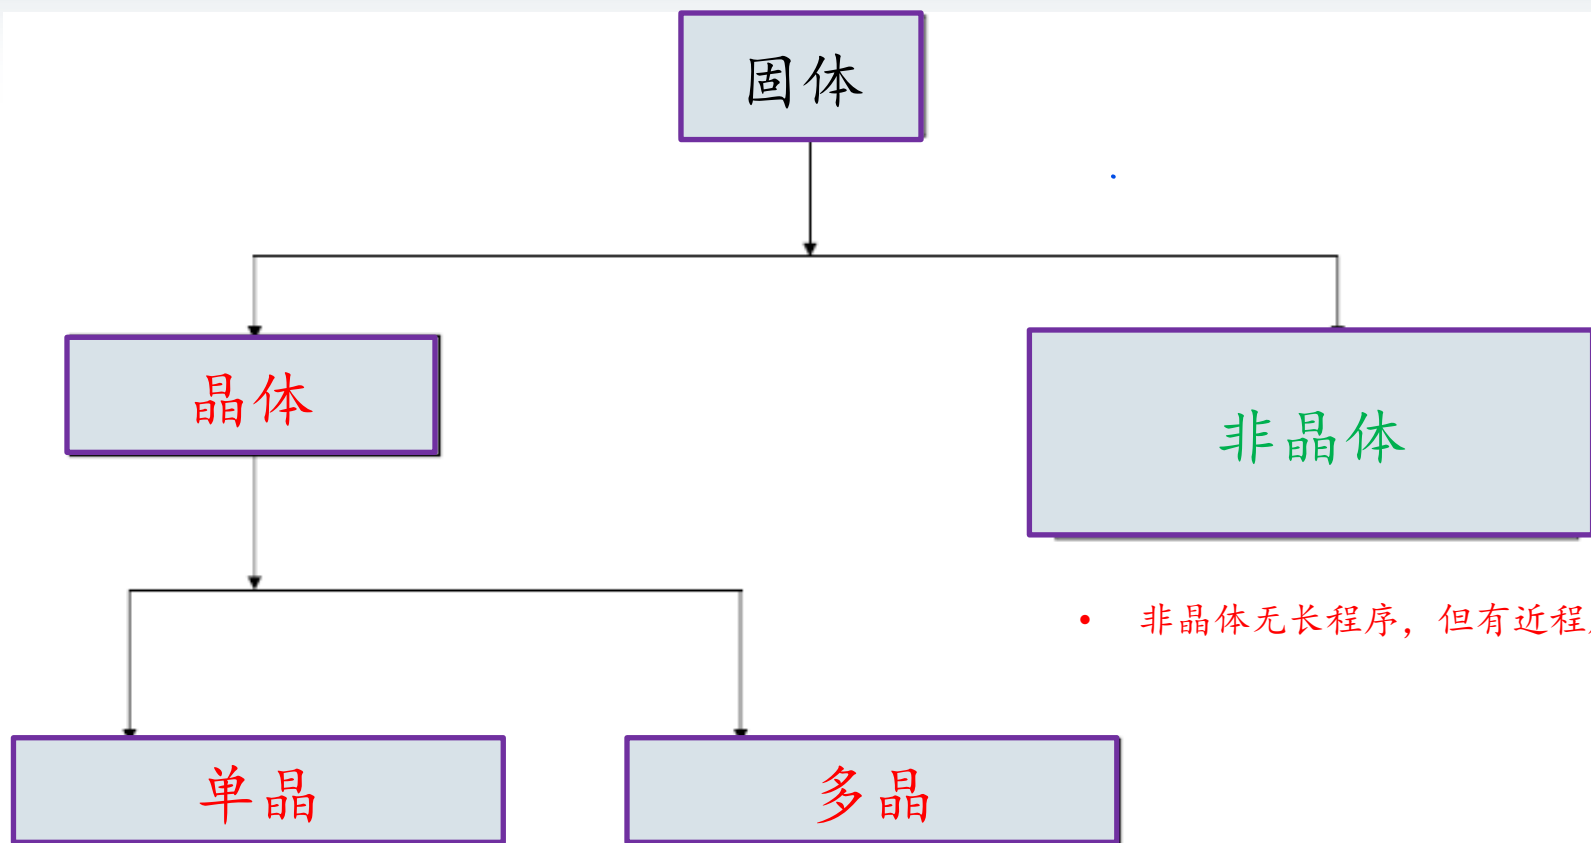 固体
晶体
非晶体
• 非晶体无长程序，但有近程
单晶
多晶